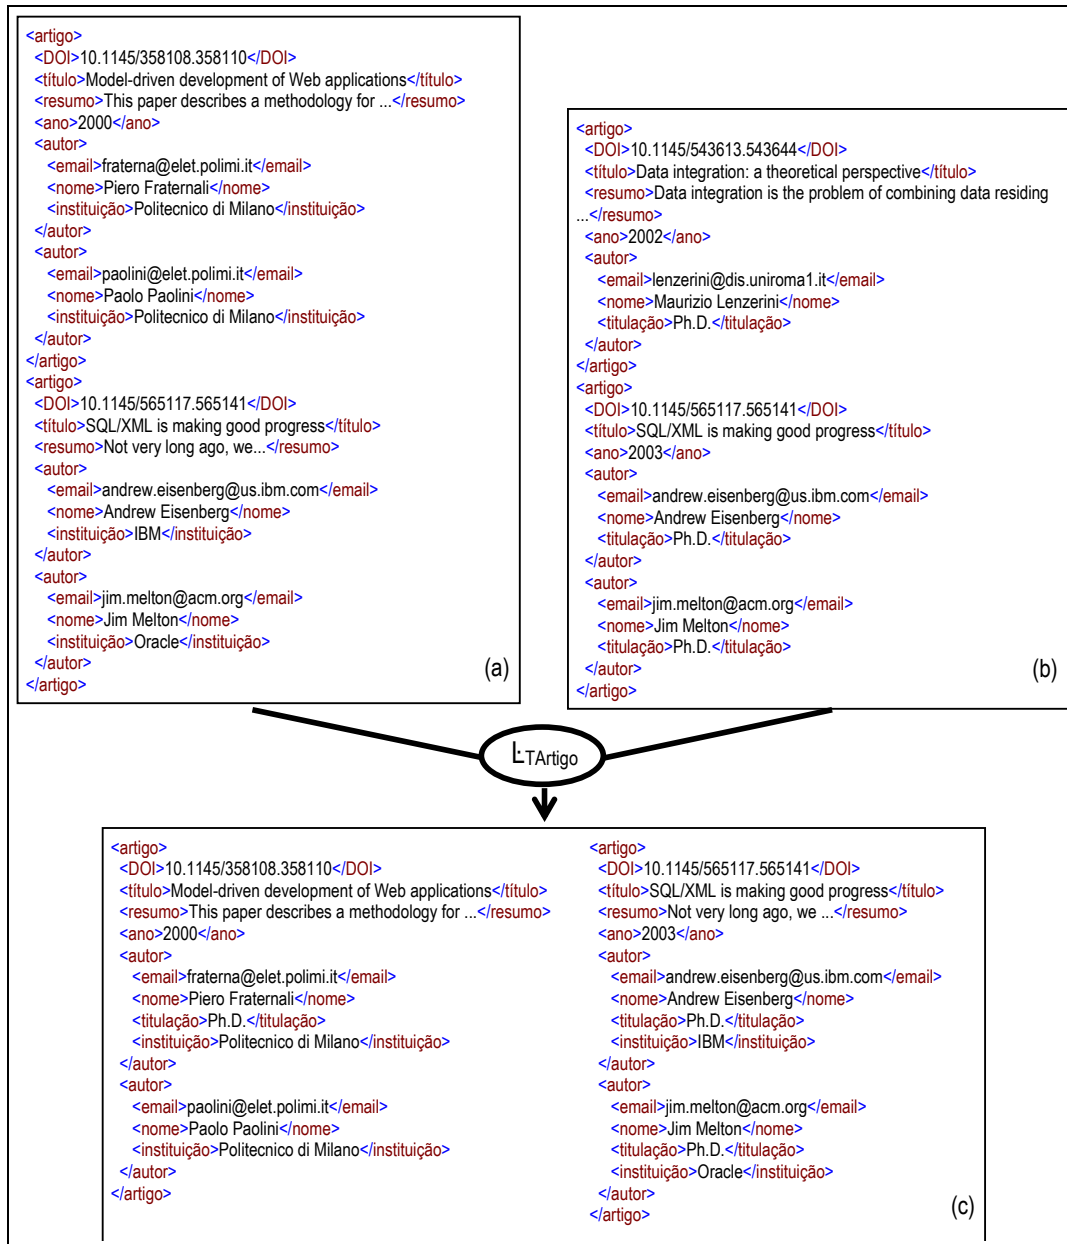 <artigo>
<DOI>10.1145/358108.358110</DOI>
<título>Model-driven development of Web applications</título>
<resumo>This paper describes a methodology for ...</resumo>
<ano>2000</ano>
<autor>
<email>fraterna@elet.polimi.it</email>
<nome>Piero Fraternali</nome>
<instituição>Politecnico di Milano</instituição>
</autor>
<autor>
<email>paolini@elet.polimi.it</email>
<nome>Paolo Paolini</nome>
<instituição>Politecnico di Milano</instituição>
</autor>
</artigo>
<artigo>
<DOI>10.1145/565117.565141</DOI>
<título>SQL/XML is making good progress</título>
<resumo>Not very long ago, we...</resumo>
<autor>
<email>andrew.eisenberg@us.ibm.com</email>
<nome>Andrew Eisenberg</nome>
<instituição>IBM</instituição>
</autor>
<autor>
<email>jim.melton@acm.org</email>
<nome>Jim Melton</nome>
<instituição>Oracle</instituição>
</autor>
</artigo>
(a)
<artigo>
<DOI>10.1145/543613.543644</DOI>
<título>Data integration: a theoretical perspective</título>
<resumo>Data integration is the problem of combining data residing
...</resumo>
<ano>2002</ano>
<autor>
<email>lenzerini@dis.uniroma1.it</email>
<nome>Maurizio Lenzerini</nome>
<titulação>Ph.D.</titulação>
</autor>
</artigo>
<artigo>
<DOI>10.1145/565117.565141</DOI>
<título>SQL/XML is making good progress</título>
<ano>2003</ano>
<autor>
<email>andrew.eisenberg@us.ibm.com</email>
<nome>Andrew Eisenberg</nome>
<titulação>Ph.D.</titulação>
</autor>
<autor>
<email>jim.melton@acm.org</email>
<nome>Jim Melton</nome>
<titulação>Ph.D.</titulação>
</autor>
</artigo>
(b)
ĿTArtigo
<artigo>
<DOI>10.1145/358108.358110</DOI>
<título>Model-driven development of Web applications</título>
<resumo>This paper describes a methodology for ...</resumo>
<ano>2000</ano>
<autor>
<email>fraterna@elet.polimi.it</email>
<nome>Piero Fraternali</nome>
<titulação>Ph.D.</titulação>
<instituição>Politecnico di Milano</instituição>
</autor>
<autor>
<email>paolini@elet.polimi.it</email>
<nome>Paolo Paolini</nome>
<instituição>Politecnico di Milano</instituição>
</autor>
</artigo>
<artigo>
<DOI>10.1145/565117.565141</DOI>
<título>SQL/XML is making good progress</título>
<resumo>Not very long ago, we ...</resumo>
<ano>2003</ano>
<autor>
<email>andrew.eisenberg@us.ibm.com</email>
<nome>Andrew Eisenberg</nome>
<titulação>Ph.D.</titulação>
<instituição>IBM</instituição>
</autor>
<autor>
<email>jim.melton@acm.org</email>
<nome>Jim Melton</nome>
<titulação>Ph.D.</titulação>
<instituição>Oracle</instituição>
</autor>
</artigo>
(c)